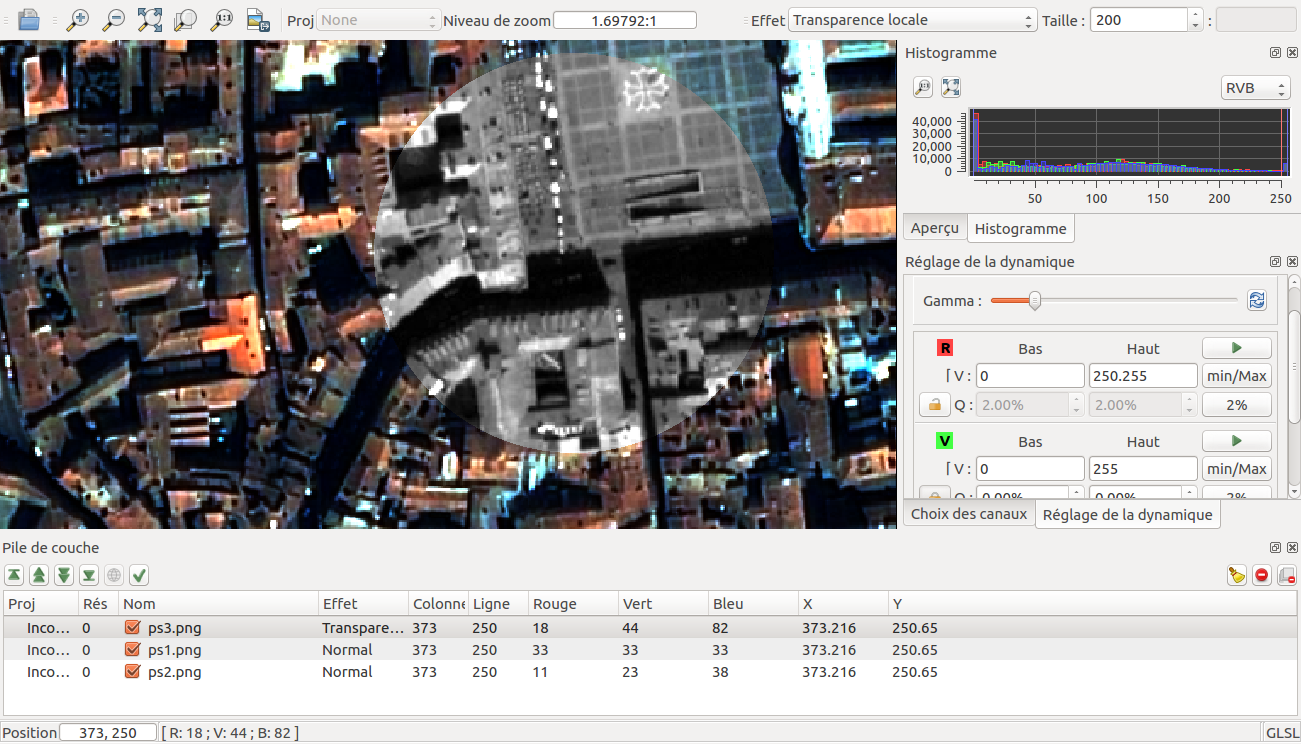 Proj None Niveau de zoom 1.69792:1 Effet Transparence locale Taille : 200 :
Histogramme
RVB
40,000
30,000
20,000
10,000
0
50 100 150 200 250
Aperçu Histogramme
Réglage de la dynamique
Gamma :
R Bas Haut
⌈ V : 0 250.255 min/Max
Q : 2.00% 2.00% 2%
V Bas Haut
⌈ V : 0 255 min/Max
Q : 0.00% 0.00% 2%
Choix des canaux Réglage de la dynamique
Pile de couche
Proj Rés Nom Effet Colonne Ligne Rouge Vert Bleu X Y
Inco... 0 ps3.png Transpare... 373 250 18 44 82 373.216 250.65
Inco... 0 ps1.png Normal 373 250 33 33 33 373.216 250.65
Inco... 0 ps2.png Normal 373 250 11 23 38 373.216 250.65
Position 373, 250 [ R: 18 ; V: 44 ; B: 82 ] GLSL